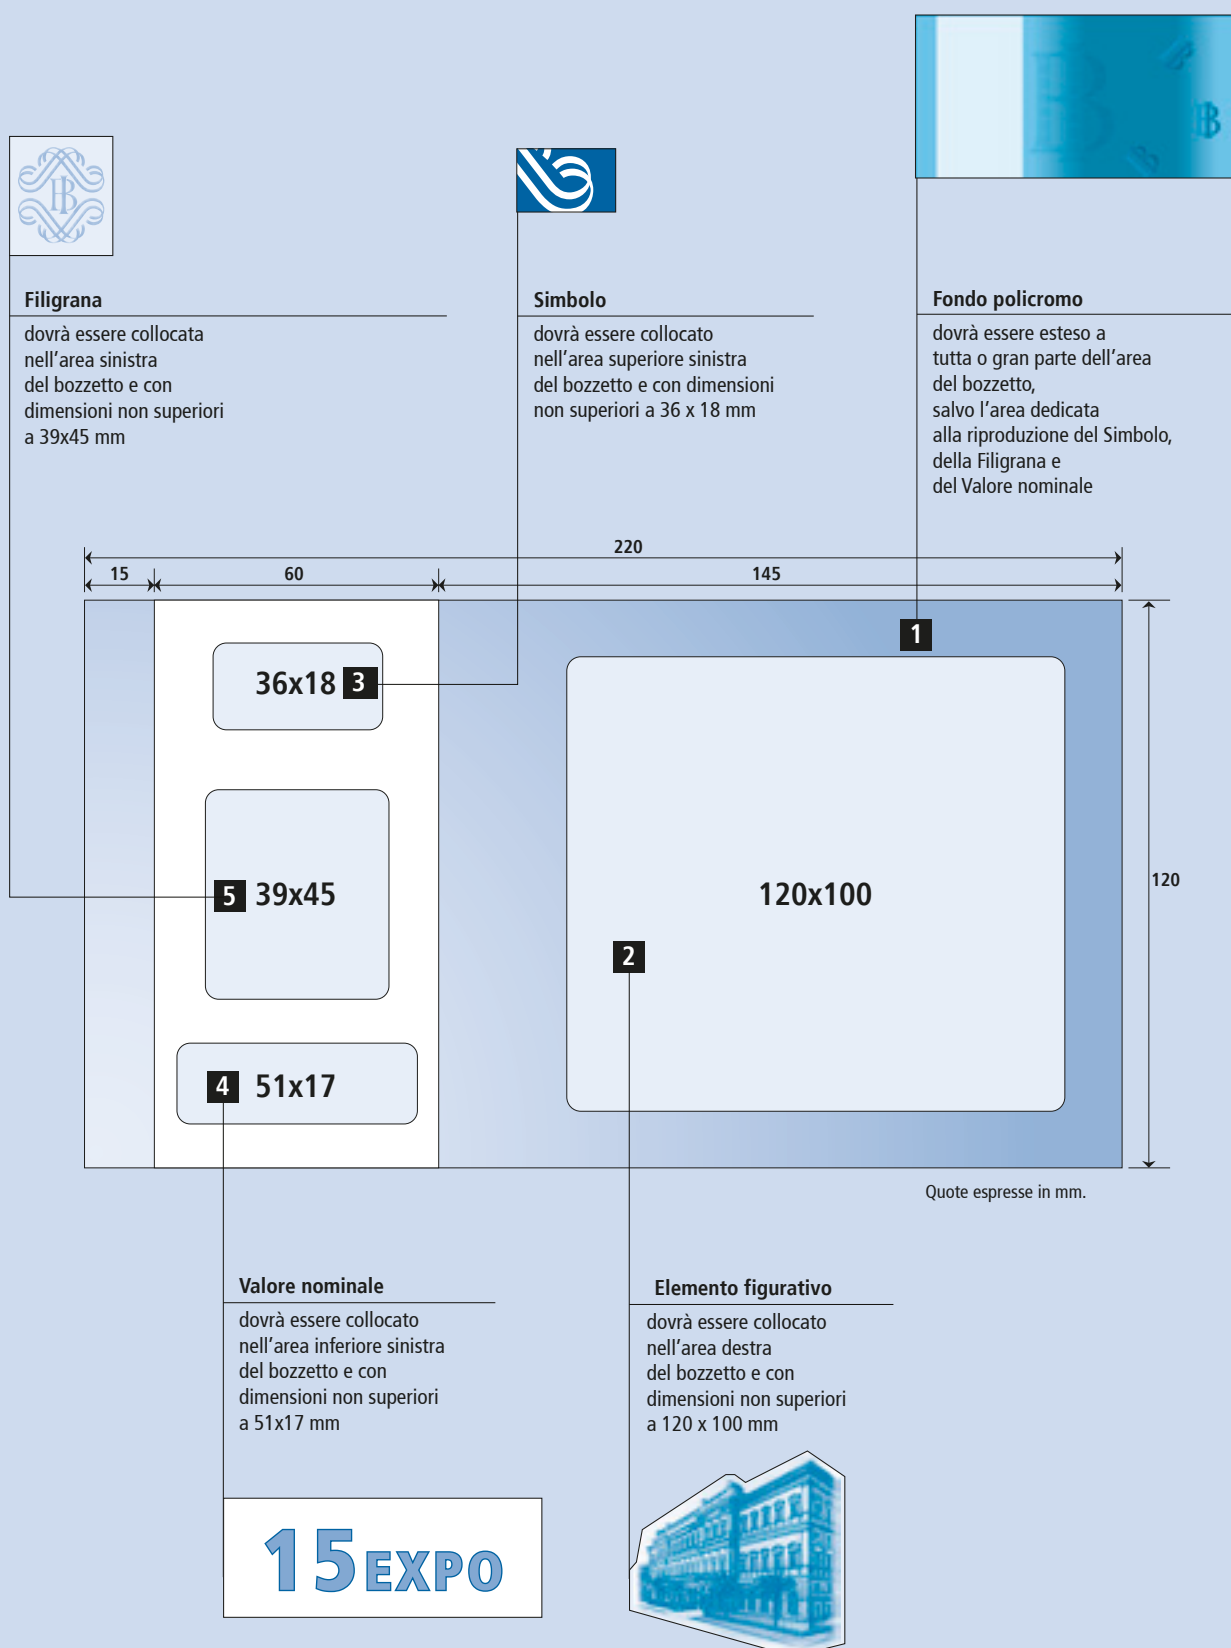 Filigrana
dovrà essere collocata
nell'area sinistra
del bozzetto e con
dimensioni non superiori
a 39x45 mm
Simbolo
dovrà essere collocato
nell'area superiore sinistra
del bozzetto e con dimensioni
non superiori a 36 x 18 mm
Fondo policromo
dovrà essere esteso a
tutta o gran parte dell'area
del bozzetto,
salvo l'area dedicata
alla riproduzione del Simbolo,
della Filigrana e
del Valore nominale
220
15
60
145
1
36x18 3
120
5 39x45
120x100
2
4 51x17
Quote espresse in mm.
Valore nominale
dovrà essere collocato
nell'area inferiore sinistra
del bozzetto e con
dimensioni non superiori
a 51x17 mm
Elemento figurativo
dovrà essere collocato
nell'area destra
del bozzetto e con
dimensioni non superiori
a 120 x 100 mm
15 EXPO